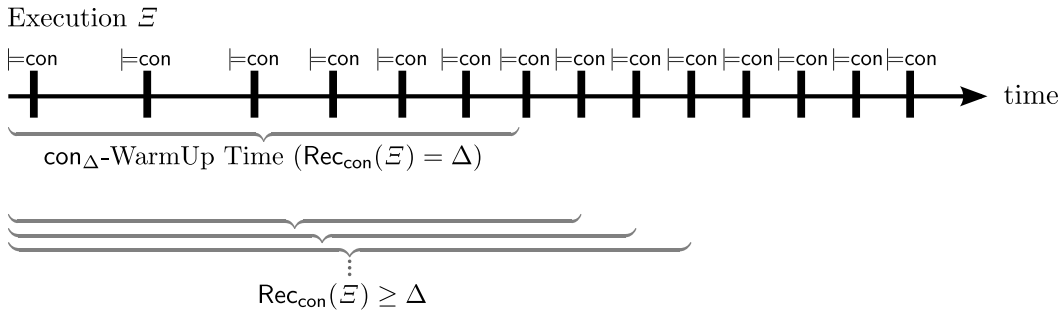 Execution Ξ
⊨con ⊨con ⊨con ⊨con ⊨con ⊨con ⊨con ⊨con ⊨con ⊨con ⊨con ⊨con ⊨con ⊨con
time
con_Δ-WarmUp Time (Rec_con(Ξ) = Δ)
Rec_con(Ξ) ≥ Δ